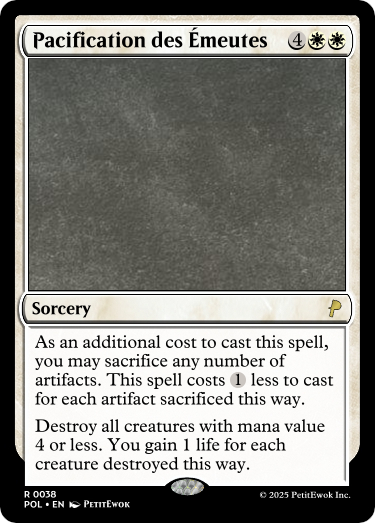 Pacification des Émeutes 4
Sorcery
As an additional cost to cast this spell,
you may sacrifice any number of
artifacts. This spell costs 1 less to cast
for each artifact sacrificed this way.
Destroy all creatures with mana value
4 or less. You gain 1 life for each
creature destroyed this way.
R 0038
POL • EN PetitEwok
© 2025 PetitEwok Inc.